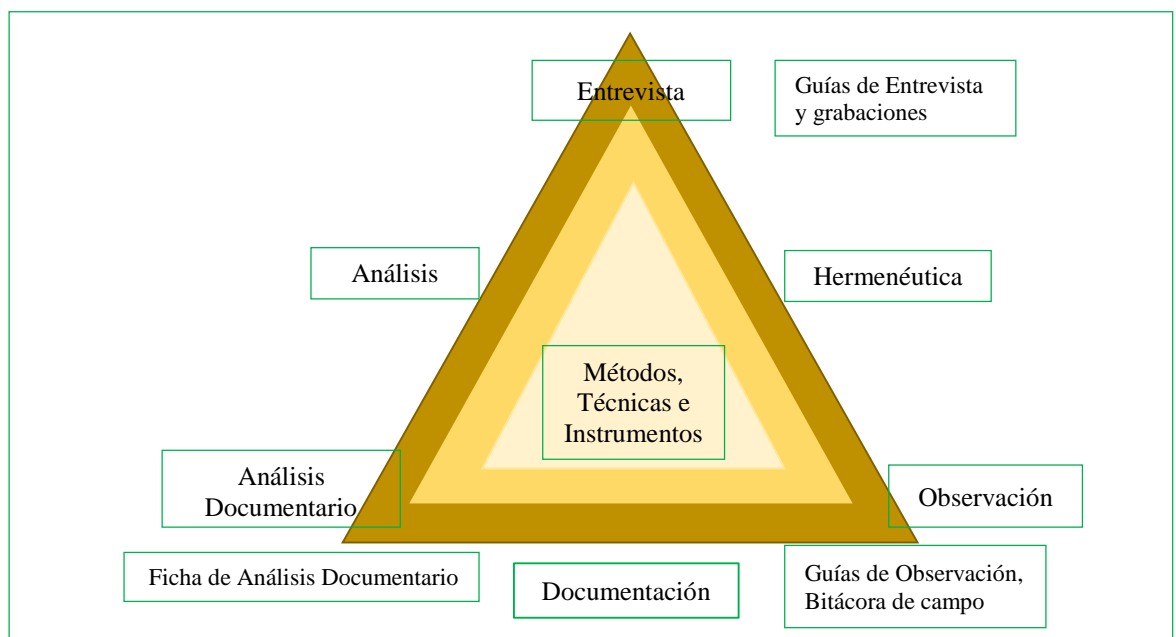 Entrevista
Guías de Entrevista
y grabaciones
Análisis
Hermenéutica
Métodos,
Técnicas e
Instrumentos
Análisis
Documentario
Observación
Ficha de Análisis Documentario
Documentación
Guías de Observación,
Bitácora de campo